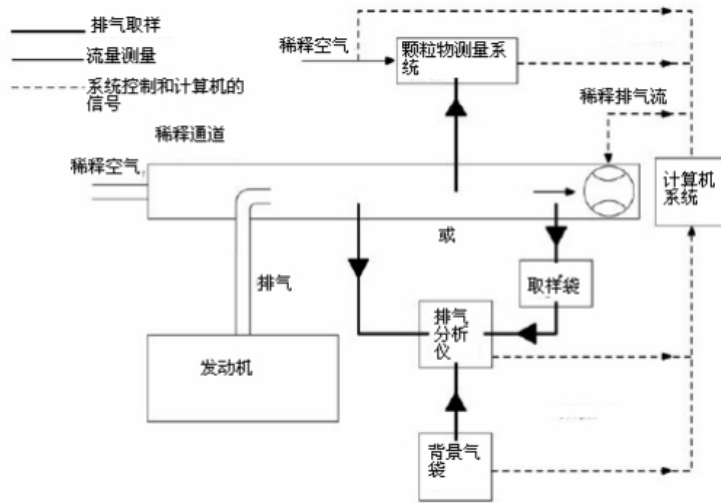 排气取样
流量测量
系统控制和计算机的
信号
稀释空气
颗粒物测量系
统
稀释排气流
稀释通道
稀释空气
计算机
系统
或
排气
取样袋
排气
分析
仪
发动机
背景气
袋